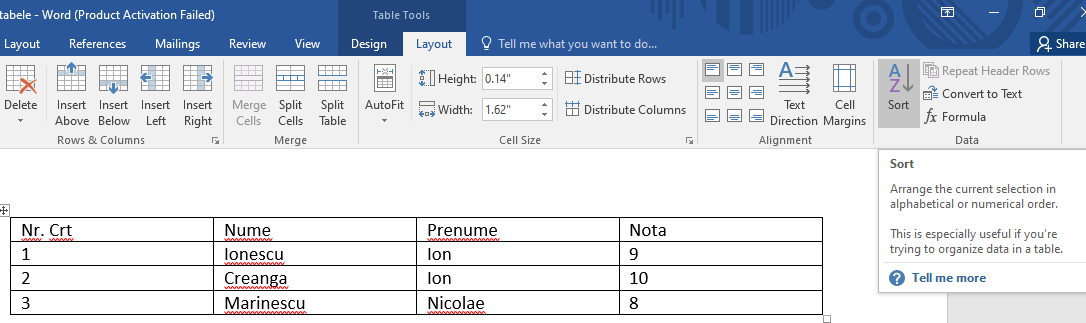 tabele - Word (Product Activation Failed)
Table Tools
Layout References Mailings Review View Design Layout Tell me what you want to do... Share
Delete
Insert Above
Insert Below
Insert Left
Insert Right
Rows & Columns
Merge Cells
Split Cells
Split Table
Merge
AutoFit
Height: 0.14"
Width: 1.62"
Distribute Rows
Distribute Columns
Cell Size
Text Direction
Cell Margins
Alignment
A
Z
Sort
Repeat Header Rows
Convert to Text
fx Formula
Data
Sort
Arrange the current selection in
alphabetical or numerical order.
This is especially useful if you're
trying to organize data in a table.
? Tell me more
Nr. Crt Nume Prenume Nota
1 Ionescu Ion 9
2 Creanga Ion 10
3 Marinescu Nicolae 8